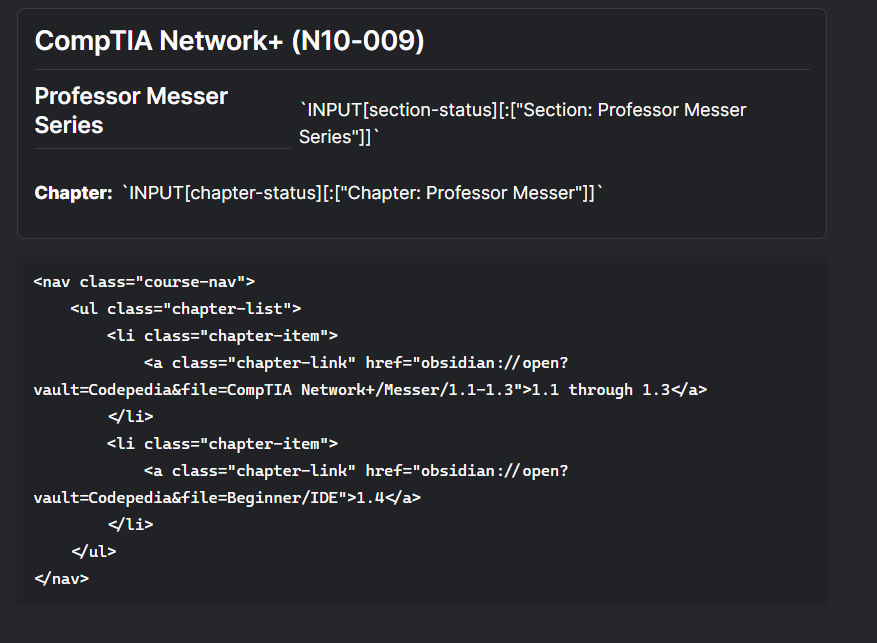 CompTIA Network+ (N10-009)
Professor Messer
Series
`INPUT[section-status][:["Section: Professor Messer
Series"]]`
Chapter: `INPUT[chapter-status][:["Chapter: Professor Messer"]]`
<nav class="course-nav">
    <ul class="chapter-list">
        <li class="chapter-item">
            <a class="chapter-link" href="obsidian://open?
vault=Codepedia&file=CompTIA Network+/Messer/1.1-1.3">1.1 through 1.3</a>
        </li>
        <li class="chapter-item">
            <a class="chapter-link" href="obsidian://open?
vault=Codepedia&file=Beginner/IDE">1.4</a>
        </li>
    </ul>
</nav>